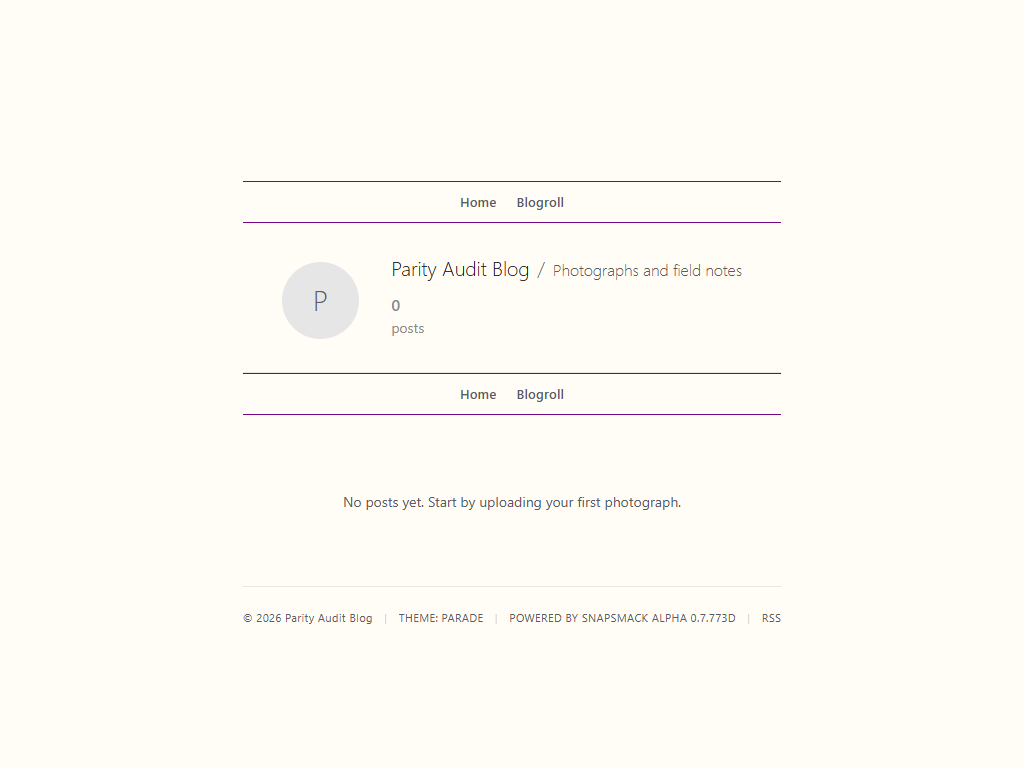 Home Blogroll
P
Parity Audit Blog / Photographs and field notes
0
posts
Home Blogroll
No posts yet. Start by uploading your first photograph.
© 2026 Parity Audit Blog | THEME: PARADE | POWERED BY SNAPSMACK ALPHA 0.7.773D | RSS